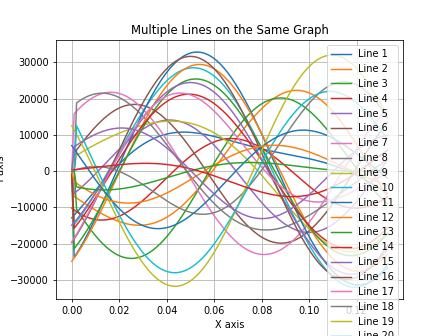 Multiple Lines on the Same Graph
30000
20000
10000
0
-10000
-20000
-30000
axis
0.00
0.02
0.04
0.06
0.08
0.10
X axis
Line 1
Line 2
Line 3
Line 4
Line 5
Line 6
Line 7
Line 8
Line 9
Line 10
Line 11
Line 12
Line 13
Line 14
Line 15
Line 16
Line 17
Line 18
Line 19
Line 20